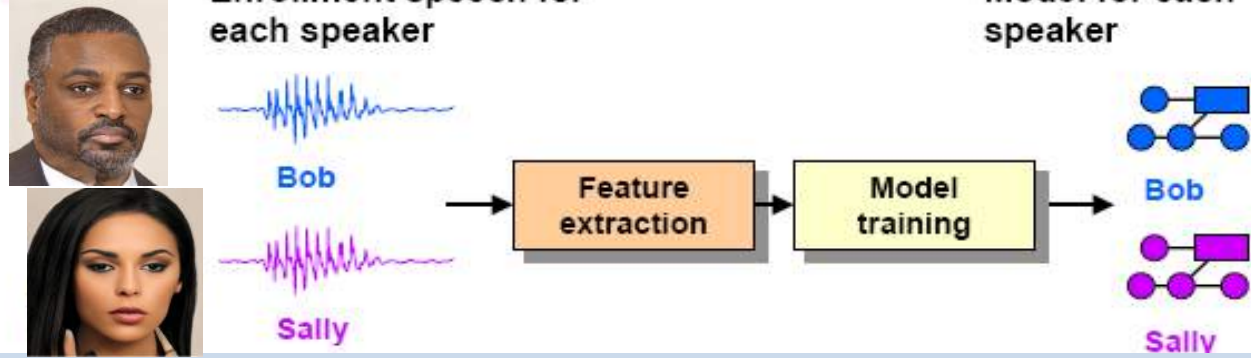 each speaker
speaker
Bob
Feature
extraction
Model
training
Bob
Sally
Sally